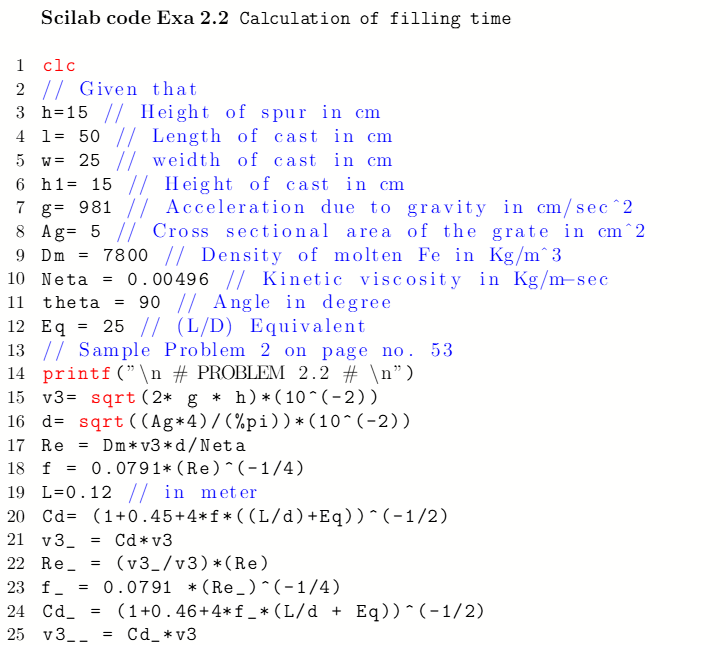 Scilab code Exa 2.2 Calculation of filling time
1 clc
2 // Given that
3 h=15 // Height of spur in cm
4 l= 50 // Length of cast in cm
5 w= 25 // weidth of cast in cm
6 h1= 15 // Height of cast in cm
7 g= 981 // Acceleration due to gravity in cm/sec^2
8 Ag= 5 // Cross sectional area of the grate in cm^2
9 Dm = 7800 // Density of molten Fe in Kg/m^3
10 Neta = 0.00496 // Kinetic viscosity in Kg/m-sec
11 theta = 90 // Angle in degree
12 Eq = 25 // (L/D) Equivalent
13 // Sample Problem 2 on page no. 53
14 printf("\n # PROBLEM 2.2 # \n")
15 v3= sqrt(2* g * h)*(10^(-2))
16 d= sqrt((Ag*4)/(%pi))*(10^(-2))
17 Re = Dm*v3*d/Neta
18 f = 0.0791*(Re)^(-1/4)
19 L=0.12 // in meter
20 Cd= (1+0.45+4*f*((L/d)+Eq))^(-1/2)
21 v3_ = Cd*v3
22 Re_ = (v3_/v3)*(Re)
23 f_ = 0.0791 *(Re_)^(-1/4)
24 Cd_ = (1+0.46+4*f_*(L/d + Eq))^(-1/2)
25 v3__ = Cd_*v3